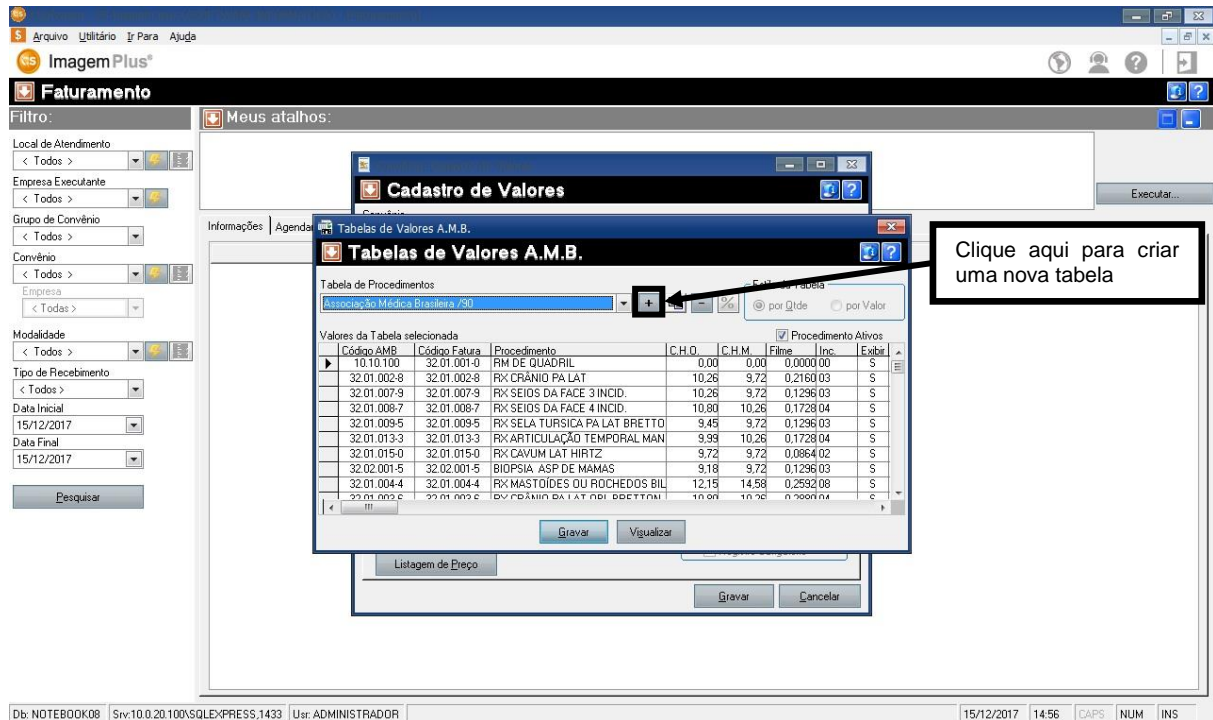 S Arquivo Utilitário Ir Para Ajuda
cs ImagemPlus®
Faturamento
Filtro:
Meus atalhos:
Local de Atendimento
< Todos >
Empresa Executante
< Todos >
Grupo de Convênio
< Todos >
Convênio
< Todos >
Empresa
< Todas >
Modalidade
< Todos >
Tipo de Recebimento
< Todos >
Data Inicial
15/12/2017
Data Final
15/12/2017
Pesquisar
Executar...
Informações
Cadastro de Valores
Tabelas de Valores A.M.B.
Tabelas de Valores A.M.B.
Tabela de Procedimentos
Associação Médica Brasileira /90
+ - %
por Qtde por Valor
Valores da Tabela selecionada
Procedimento Ativos
Código AMB Código Fatura Procedimento C.H.O. C.H.M. Filme Inc. Exibir
10.10.100 32.01.001-0 RM DE QUADRIL 0,00 0,00 0,0000 00 S
32.01.002-8 32.01.002-8 RX CRÂNIO PA LAT 10,26 9,72 0,2160 03 S
32.01.007-9 32.01.007-9 RX SEIOS DA FACE 3 INCID. 10,26 9,72 0,1296 03 S
32.01.008-7 32.01.008-7 RX SEIOS DA FACE 4 INCID. 10,80 10,26 0,1728 04 S
32.01.009-5 32.01.009-5 RX SELA TURSICA PA LAT BRETTO 9,45 9,72 0,1296 03 S
32.01.013-3 32.01.013-3 RX ARTICULAÇÃO TEMPORAL MAN 9,99 10,26 0,1728 04 S
32.01.015-0 32.01.015-0 RX CAVUM LAT HIRTZ 9,72 9,72 0,0864 02 S
32.02.001-5 32.02.001-5 BIOPSIA ASP DE MAMAS 9,18 9,72 0,1296 03 S
32.01.004-4 32.01.004-4 RX MASTOÍDES OU ROCHEDOS BIL 12,15 14,58 0,2592 08 S
Gravar Visualizar
Listagem de Preço
Gravar Cancelar
Clique aqui para criar
uma nova tabela
Db: NOTEBOOK08 Srv:10.0.20.100\SQLEXPRESS,1433 Usr: ADMINISTRADOR 15/12/2017 14:56 CAPS NUM INS